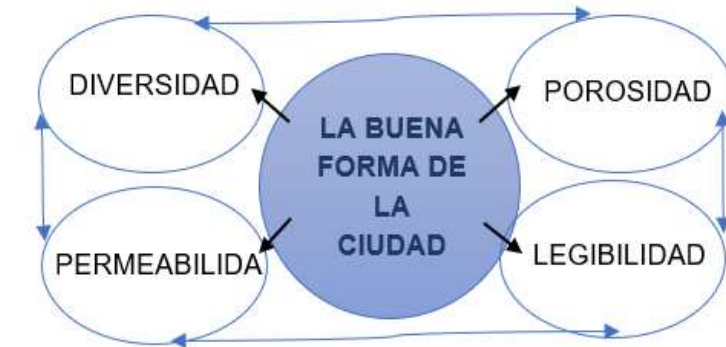 DIVERSIDAD
POROSIDAD
LA BUENA
FORMA DE
LA
CIUDAD
PERMEABILIDA
LEGIBILIDAD